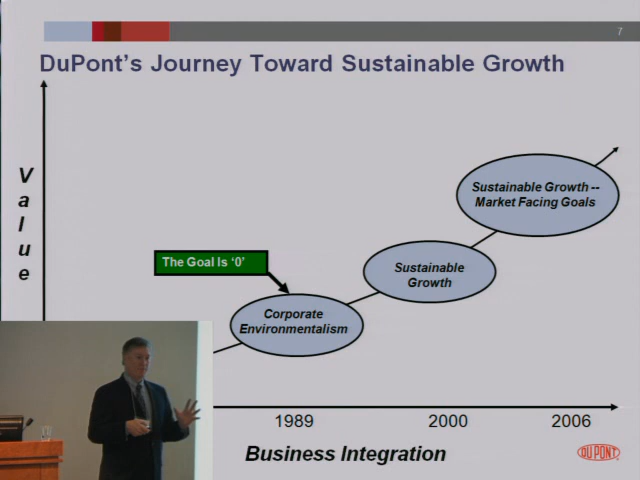 7
DuPont's Journey Toward Sustainable Growth
Value
Sustainable Growth --
Market Facing Goals
The Goal Is ‘0’
Sustainable
Growth
Corporate
Environmentalism
1989
2000
2006
Business Integration
DUPONT